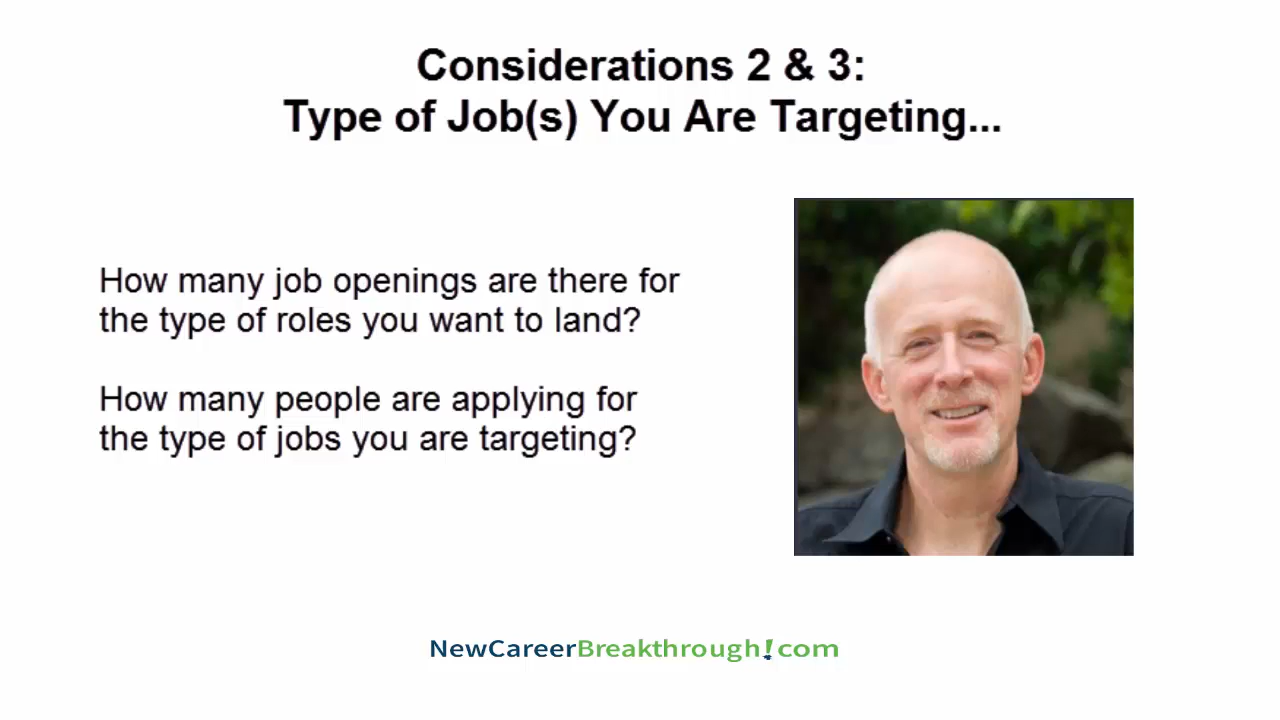 Considerations 2 & 3:
Type of Job(s) You Are Targeting...
How many job openings are there for
the type of roles you want to land?
How many people are applying for
the type of jobs you are targeting?
NewCareerBreakthrough!com